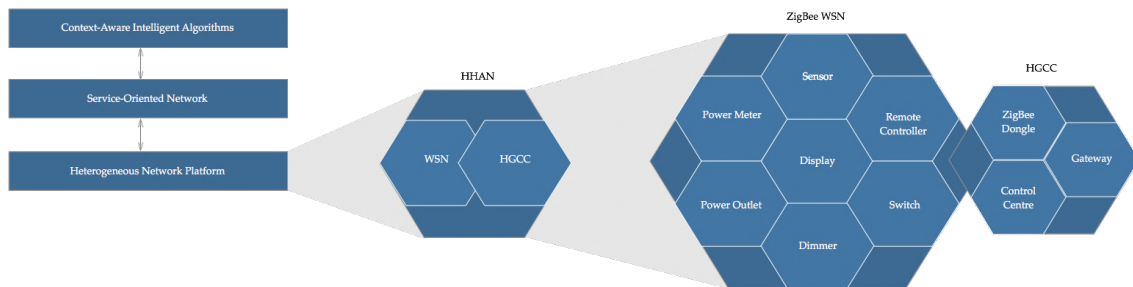 Context-Aware Intelligent Algorithms
Service-Oriented Network
Heterogeneous Network Platform
HHAN
WSN
HGCC
ZigBee WSN
Sensor
Power Meter
Remote
Controller
Display
Power Outlet
Switch
Dimmer
HGCC
ZigBee
Dongle
Gateway
Control
Centre